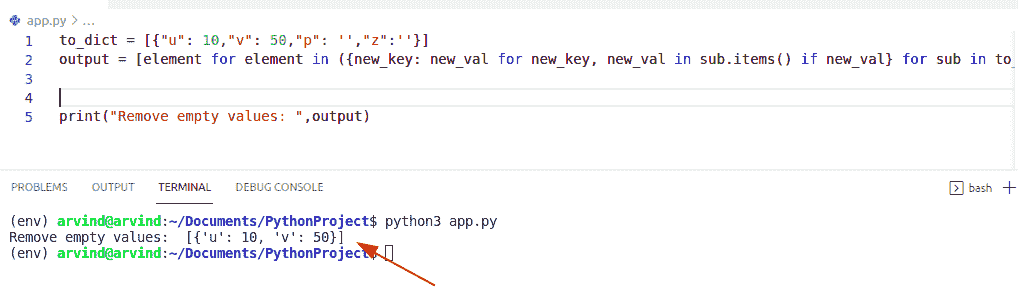 app.py > ...
1 to_dict = [{"u": 10,"v": 50,"p": '',"z":''}]
2 output = [element for element in ({new_key: new_val for new_key, new_val in sub.items() if new_val} for sub in to_
3
4
5 print("Remove empty values: ",output)
PROBLEMS OUTPUT TERMINAL DEBUG CONSOLE bash
(env) arvind@arvind:~/Documents/PythonProject$ python3 app.py
Remove empty values:  [{'u': 10, 'v': 50}]
(env) arvind@arvind:~/Documents/PythonProject$